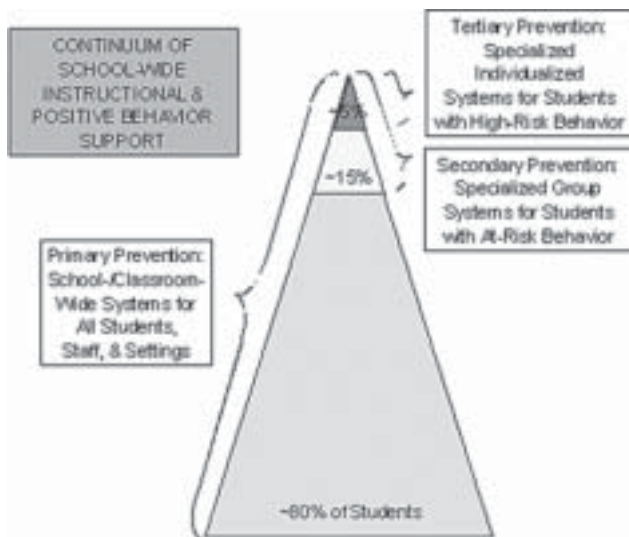 CONTINUUM OF
SCHOOL-WIDE
INSTRUCTIONAL &
POSITIVE BEHAVIOR
SUPPORT
Tertiary Prevention:
Specialized
Individualized
Systems for Students
with High-Risk Behavior
~5%
~15%
Secondary Prevention:
Specialized Group
Systems for Students
with At-Risk Behavior
Primary Prevention:
School-/Classroom-
Wide Systems for
All Students,
Staff, & Settings
~80% of Students